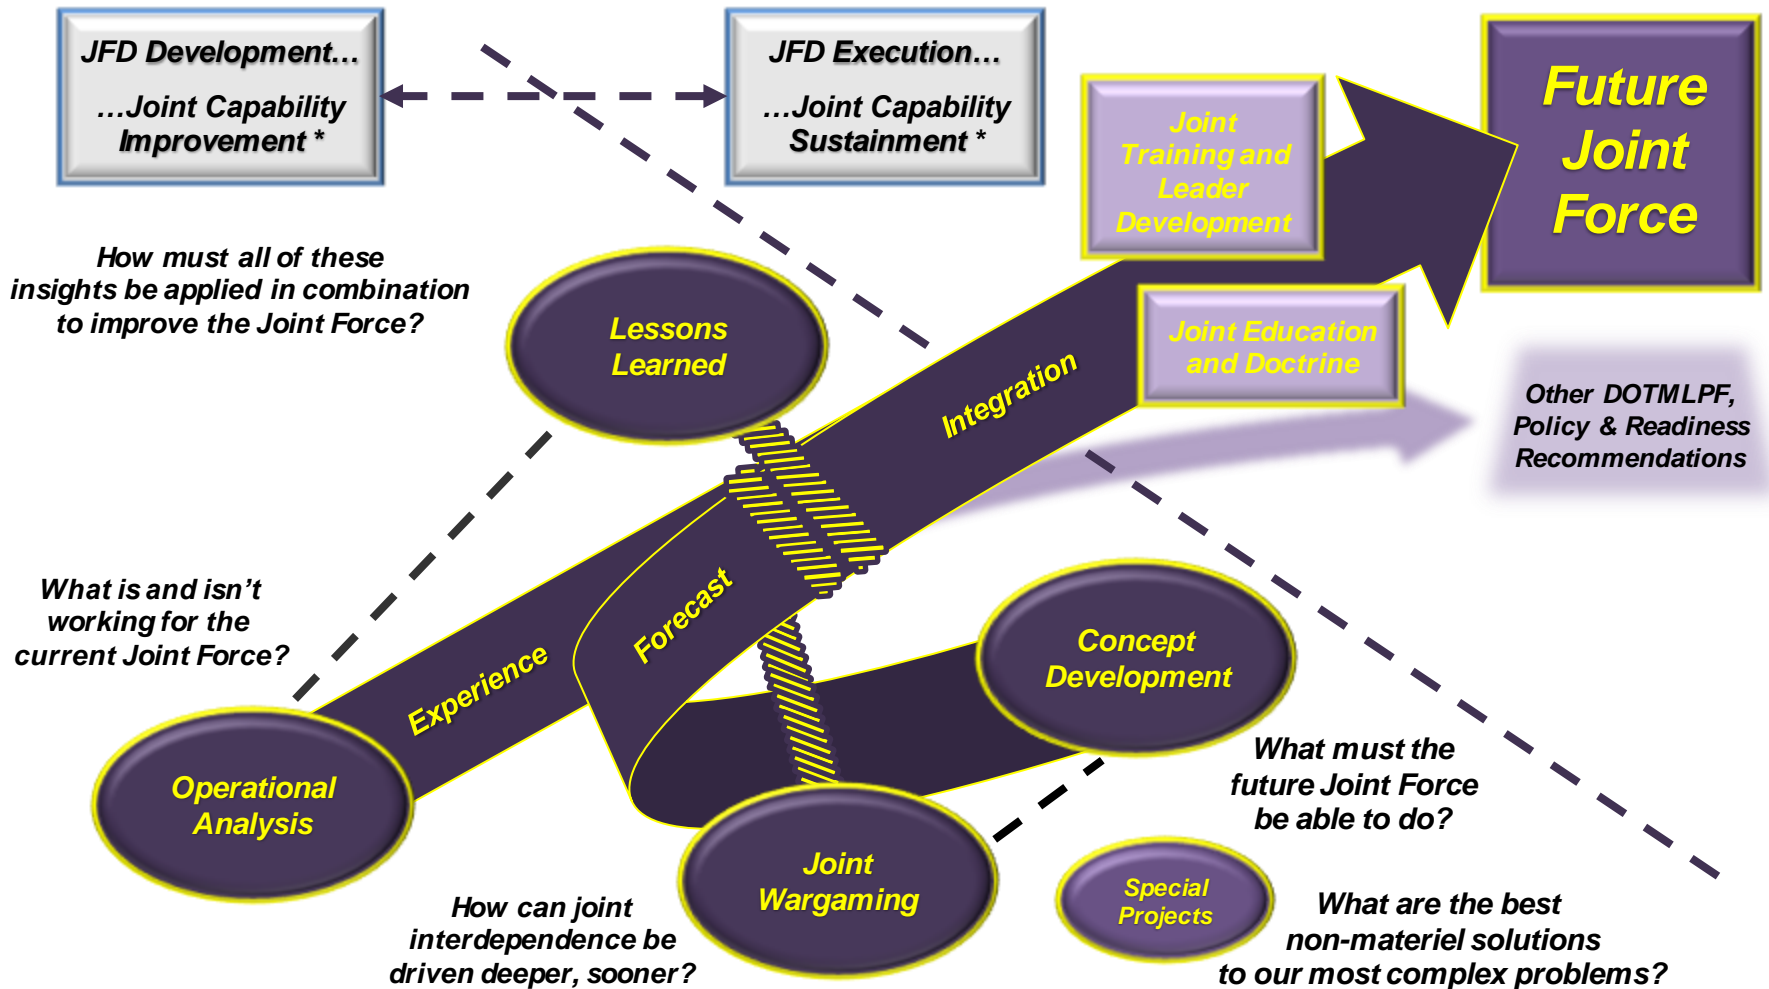 JFD Development…
…Joint Capability
Improvement *
JFD Execution…
…Joint Capability
Sustainment *
Joint
Training and
Leader
Development
Future
Joint
Force
How must all of these
insights be applied in combination
to improve the Joint Force?
Lessons
Learned
Joint Education
and Doctrine
Integration
Other DOTMLPF,
Policy & Readiness
Recommendations
What is and isn’t
working for the
current Joint Force?
Experience
Forecast
Concept
Development
Operational
Analysis
What must the
future Joint Force
be able to do?
Joint
Wargaming
Special
Projects
How can joint
interdependence be
driven deeper, sooner?
What are the best
non-materiel solutions
to our most complex problems?